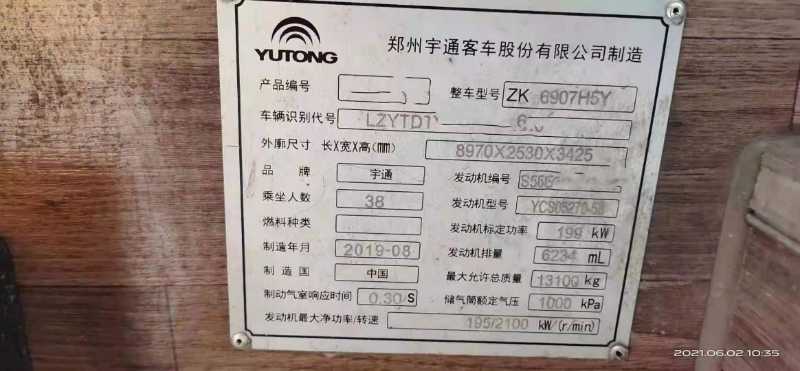 YUTONG 郑州宇通客车股份有限公司制造
产品编号 整车型号 ZK 6907H5Y
车辆识别代号 LZYTDT
外廓尺寸 长X宽X高(mm) 8970X2530X3425
品 牌 宇通 发动机编号
乘坐人数 38 发动机型号
燃料种类 发动机标定功率 199 kW
制造年月 2019-08 发动机排量 6234 mL
制造国 中国 最大允许总质量 13100 kg
制动气室响应时间 0.30/S 储气筒额定气压 1000 kPa
发动机最大净功率/转速 195/2100 kW/(r/min)
2021.06.02 10:35